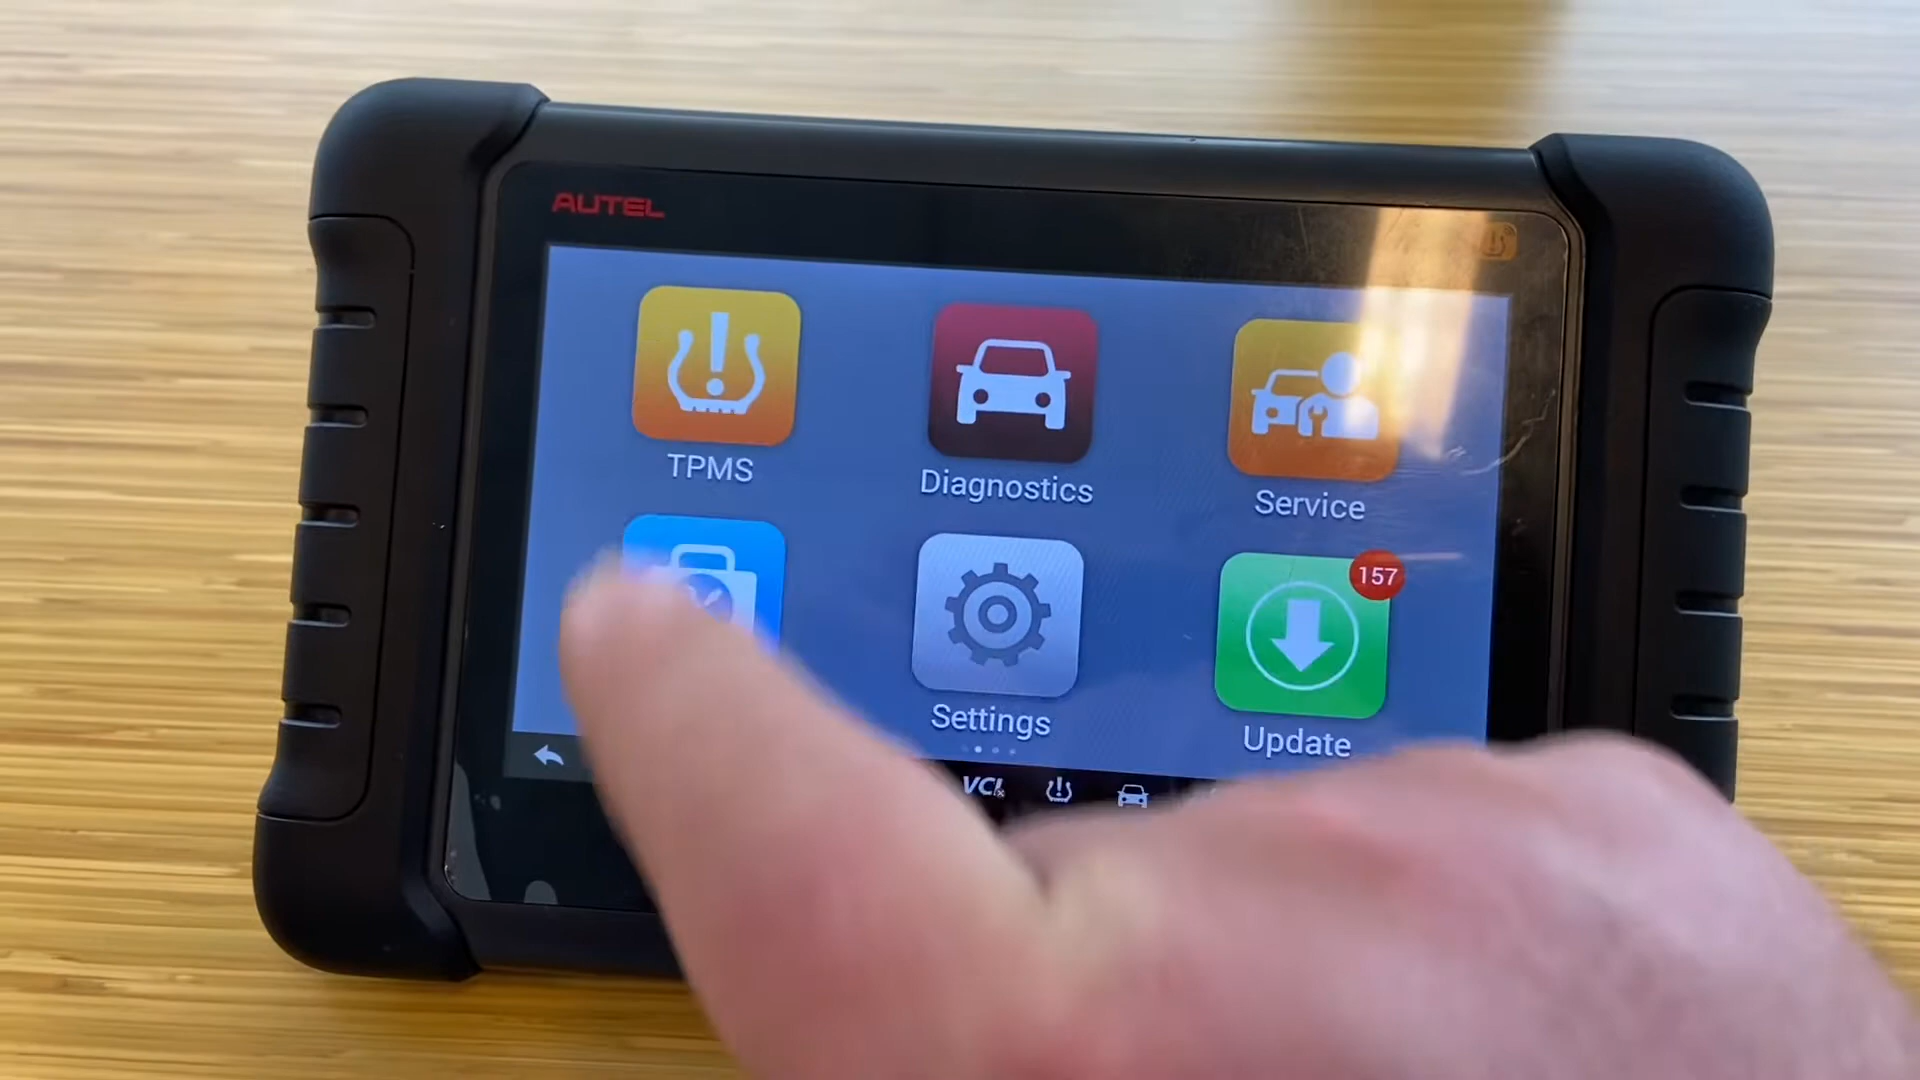 AUTEL
TPMS
Diagnostics
Service
157
Settings
Update
VCI